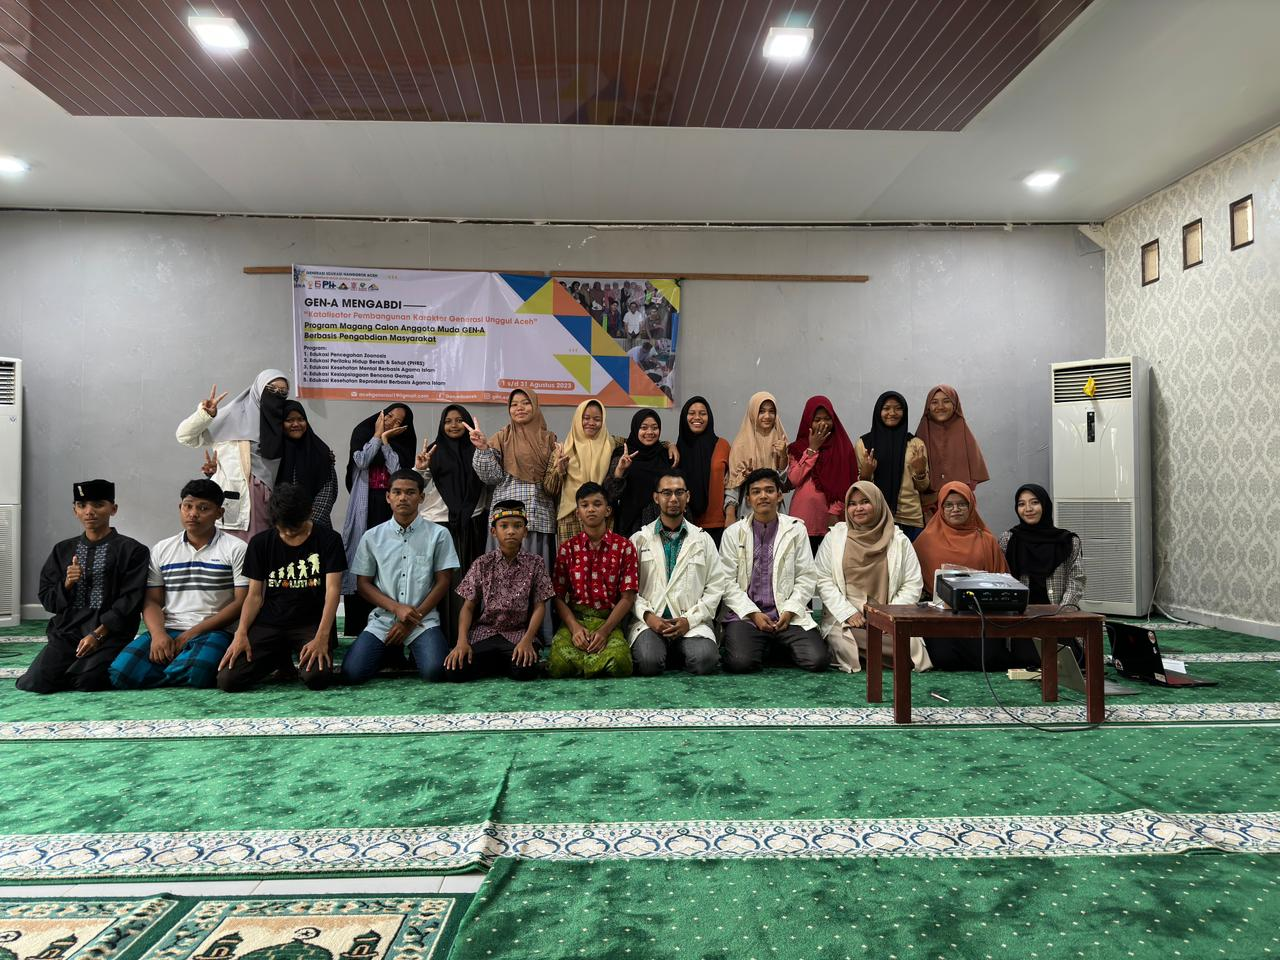 GENERASI EDUKASI NANGGROE ACEH
GEN-A MENGABDI
"Katalisator Pembangunan Karakter Generasi Unggul Aceh"
Program Magang Calon Anggota Muda GEN-A
Berbasis Pengabdian Masyarakat
Program:
1. Edukasi Pencegahan Zoonosis
2. Edukasi Perilaku Hidup Bersih & Sehat (PHBS)
3. Edukasi Kesehatan Mental Berbasis Agama Islam
4. Edukasi Kesiapsiagaan Bencana Gempa
5. Edukasi Kesehatan Reproduksi Berbasis Agama Islam
1 s/d 31 Agustus 2023
acehgenerasi19@gmail.com
EVOLUTION